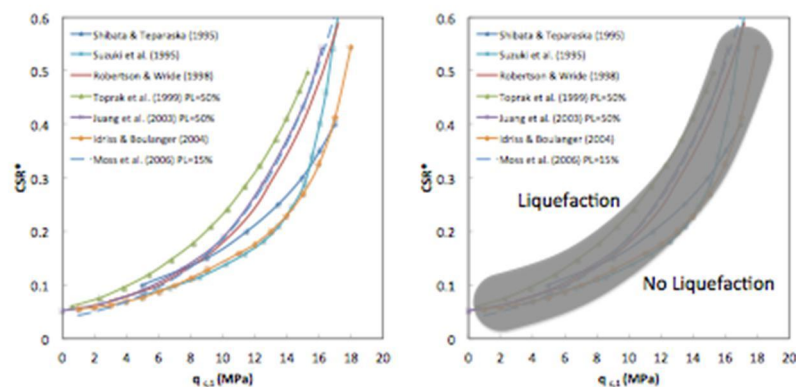 0.6
0.5
0.4
0.3
0.2
0.1
0
CSR*
Shibata & Teparaska (1995)
Suzuki et al. (1995)
Robertson & Wride (1998)
Toprak et al. (1999) PL=50%
Juang et al. (2003) PL=50%
Idriss & Boulanger (2004)
Moss et al. (2006) PL=15%
0 2 4 6 8 10 12 14 16 18 20
q c,1 (MPa)
0.6
0.5
0.4
0.3
0.2
0.1
0
CSR*
Shibata & Teparaska (1995)
Suzuki et al. (1995)
Robertson & Wride (1998)
Toprak et al. (1999) PL=50%
Juang et al. (2003) PL=50%
Idriss & Boulanger (2004)
Moss et al. (2006) PL=15%
Liquefaction
No Liquefaction
0 2 4 6 8 10 12 14 16 18 20
q c,1 (MPa)